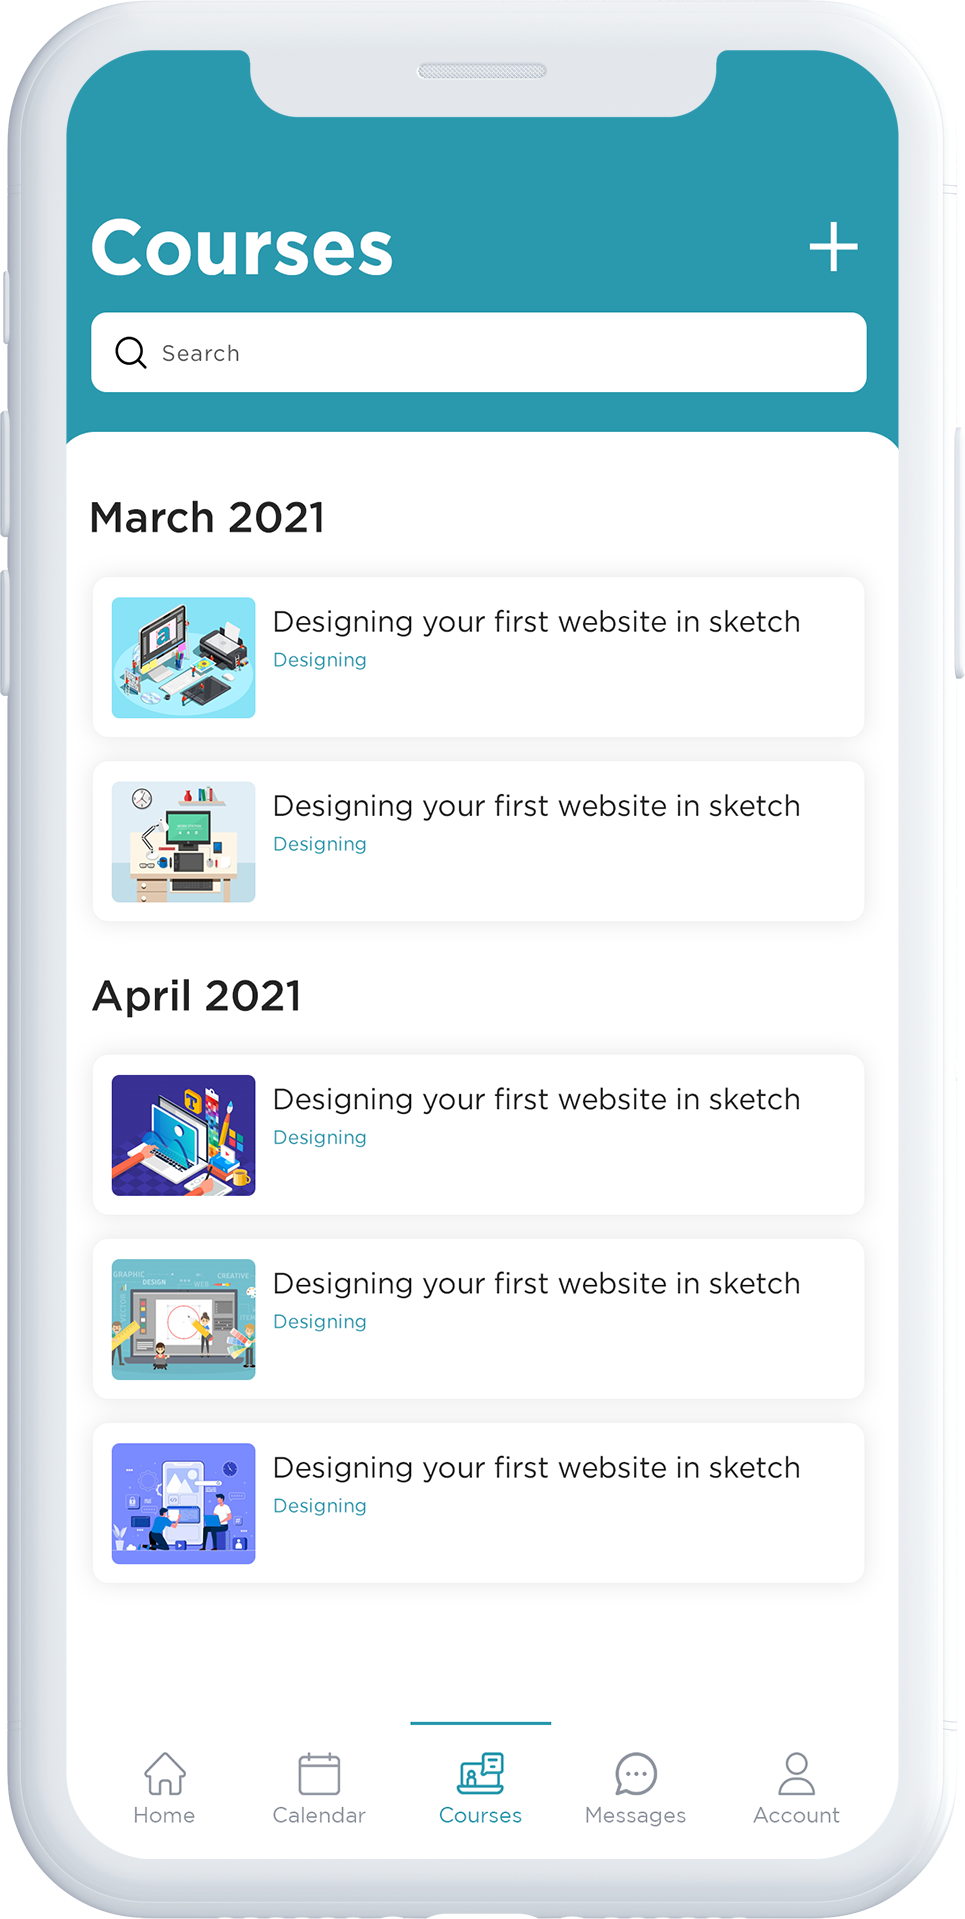 Courses
Search
March 2021
Designing your first website in sketch
Designing
Designing your first website in sketch
Designing
April 2021
Designing your first website in sketch
Designing
GRAPHIC
DESIGN
WEB
CREATIVE
VECTOR
Designing your first website in sketch
Designing
Designing your first website in sketch
Designing
Home
Calendar
Courses
Messages
Account